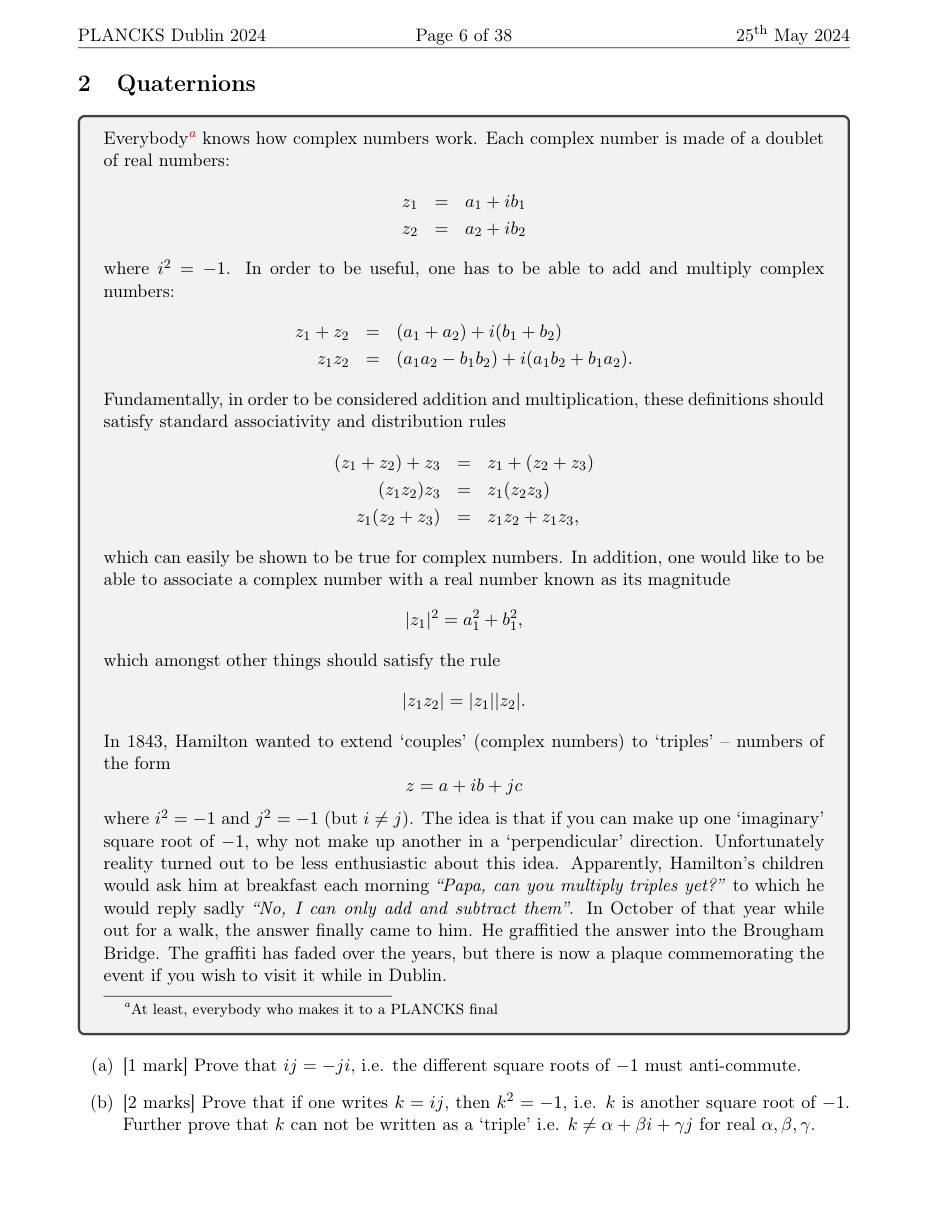 PLANCKS Dublin 2024 Page 6 of 38 25th May 2024
2 Quaternions
Everybodyᵃ knows how complex numbers work. Each complex number is made of a doublet
of real numbers:
z₁ = a₁ + ib₁
z₂ = a₂ + ib₂
where i² = −1. In order to be useful, one has to be able to add and multiply complex
numbers:
z₁ + z₂ = (a₁ + a₂) + i(b₁ + b₂)
z₁z₂ = (a₁a₂ − b₁b₂) + i(a₁b₂ + b₁a₂).
Fundamentally, in order to be considered addition and multiplication, these definitions should
satisfy standard associativity and distribution rules
(z₁ + z₂) + z₃ = z₁ + (z₂ + z₃)
(z₁z₂)z₃ = z₁(z₂z₃)
z₁(z₂ + z₃) = z₁z₂ + z₁z₃,
which can easily be shown to be true for complex numbers. In addition, one would like to be
able to associate a complex number with a real number known as its magnitude
|z₁|² = a₁² + b₁²,
which amongst other things should satisfy the rule
|z₁z₂| = |z₁||z₂|.
In 1843, Hamilton wanted to extend ‘couples’ (complex numbers) to ‘triples’ – numbers of
the form
z = a + ib + jc
where i² = −1 and j² = −1 (but i ≠ j). The idea is that if you can make up one ‘imaginary’
square root of −1, why not make up another in a ‘perpendicular’ direction. Unfortunately
reality turned out to be less enthusiastic about this idea. Apparently, Hamilton’s children
would ask him at breakfast each morning “Papa, can you multiply triples yet?” to which he
would reply sadly “No, I can only add and subtract them”. In October of that year while
out for a walk, the answer finally came to him. He graffitied the answer into the Brougham
Bridge. The graffiti has faded over the years, but there is now a plaque commemorating the
event if you wish to visit it while in Dublin.
ᵃAt least, everybody who makes it to a PLANCKS final
(a) [1 mark] Prove that ij = −ji, i.e. the different square roots of −1 must anti-commute.
(b) [2 marks] Prove that if one writes k = ij, then k² = −1, i.e. k is another square root of −1.
Further prove that k can not be written as a ‘triple’ i.e. k ≠ α + βi + γj for real α, β, γ.